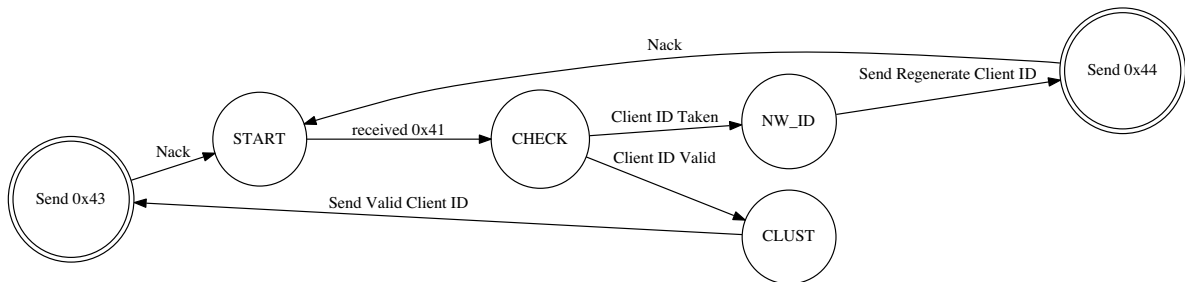 Nack
Send Regenerate Client ID
Send 0x44
START
received 0x41
CHECK
Client ID Taken
NW_ID
Nack
Client ID Valid
Send 0x43
Send Valid Client ID
CLUST